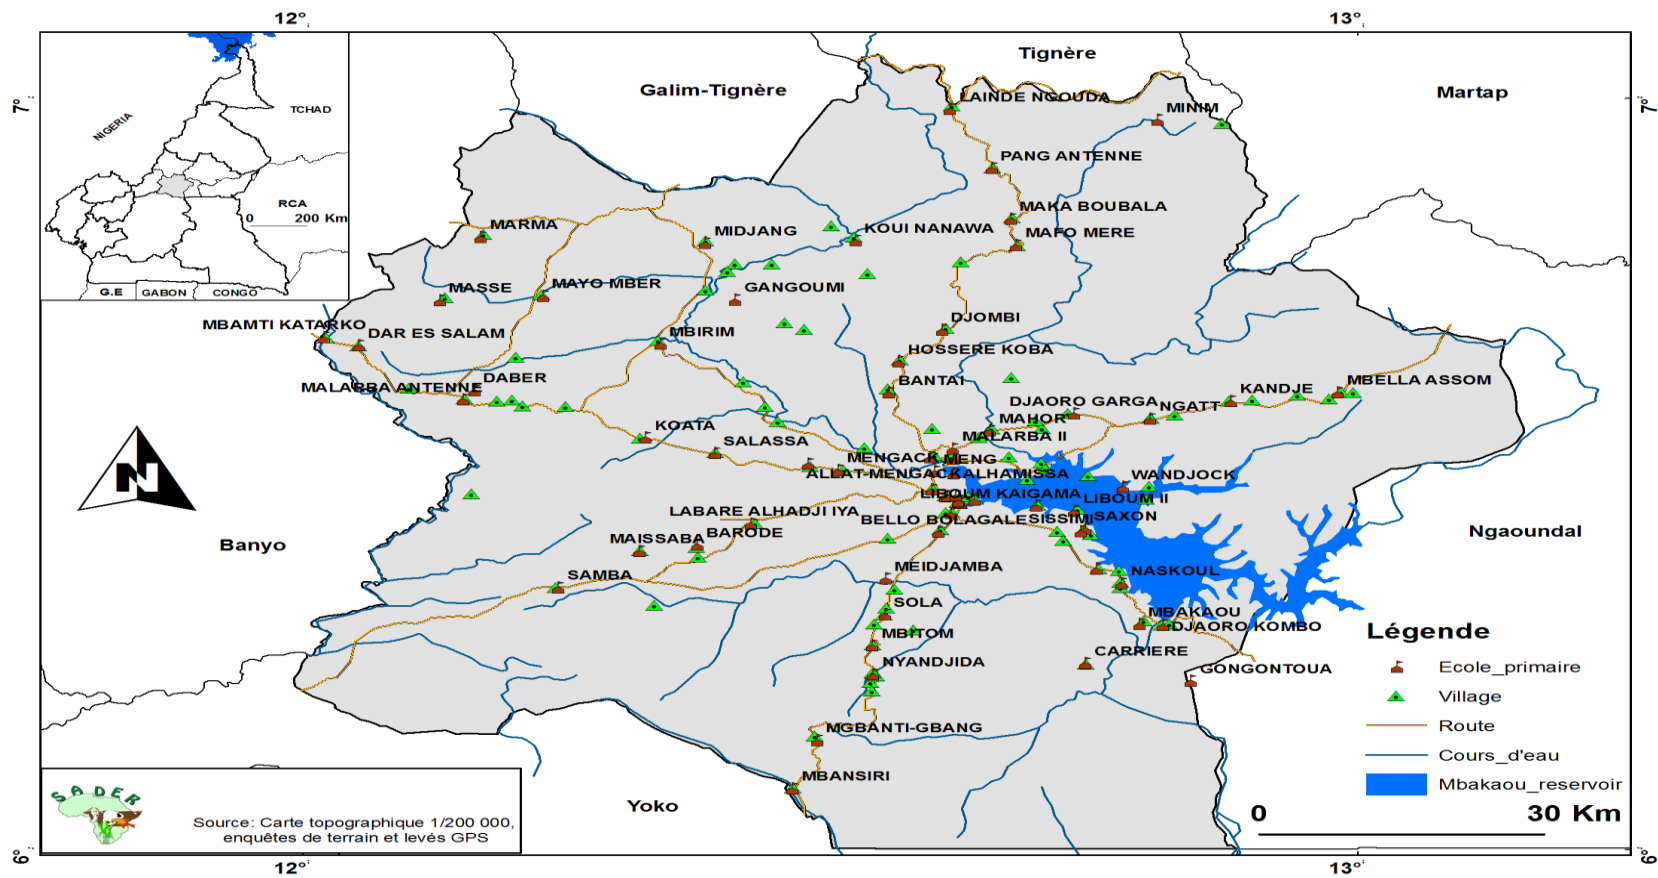 12°
13°
7°
7°
Tignère
Galim-Tignère
Martap
NIGERIA
TCHAD
RCA
0 200 Km
G.E GABON CONGO
LAINDE NGOUDA
MINIM
PANG ANTENNE
MAKA BOUBALA
MARMA
MIDJANG
KOUI NANAWA
MAFO MERE
MASSE
MAYO MBER
GANGOUMI
MBAMTI KATARKO
DAR ES SALAM
MBIRIM
DJOMBI
HOSSERE KOBA
MALARBA ANTENNE
DABER
BANTAI
KANDJE
MBELLA ASSOM
DJAORO GARGA
NGATT
MAHOR
KOATA
SALASSA
MALARBA II
MENGACK
MENG
ALLAT-MENGACK
ALHAMISSA
WANDJOCK
LIBOUM KAIGAMA
LIBOUM II
LABARE ALHADJI IYA
BELLO BOLAGALE
SISSIMI
SAXON
MAISSABA
BARODE
Banyo
Ngaoundal
SAMBA
MEIDJAMBA
NASKOUL
SOLA
MBAKAOU
DJAORO KOMBO
MBITOM
NYANDJIDA
CARRIERE
GONGONTOUA
MGBANTI-GBANG
MBANSIRI
Yoko
N
Légende
Ecole_primaire
Village
Route
Cours_d'eau
Mbakaou_reservoir
0 30 Km
SADER
Source: Carte topographique 1/200 000,
enquêtes de terrain et levés GPS
6°
6°
12°
13°